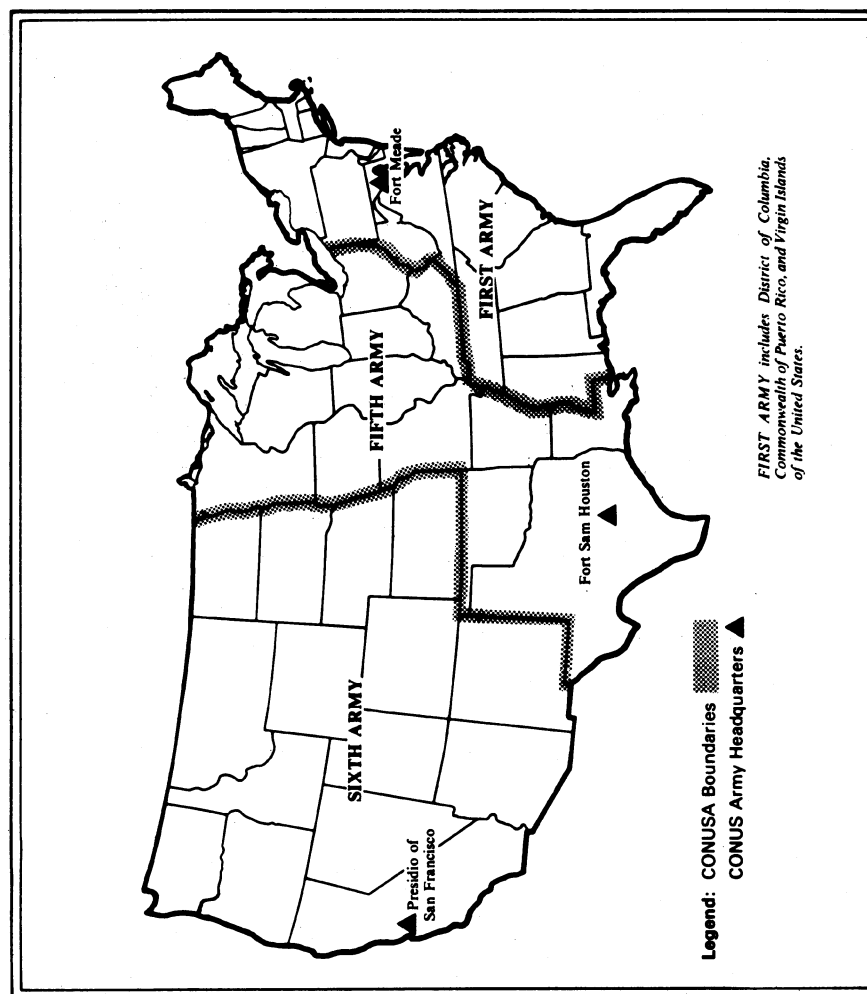 SIXTH ARMY
FIFTH ARMY
FIRST ARMY
Presidio of
San Francisco
Fort Sam Houston
Fort Meade
Legend: CONUSA Boundaries
CONUS Army Headquarters
FIRST ARMY includes District of Columbia,
Commonwealth of Puerto Rico, and Virgin Islands
of the United States.